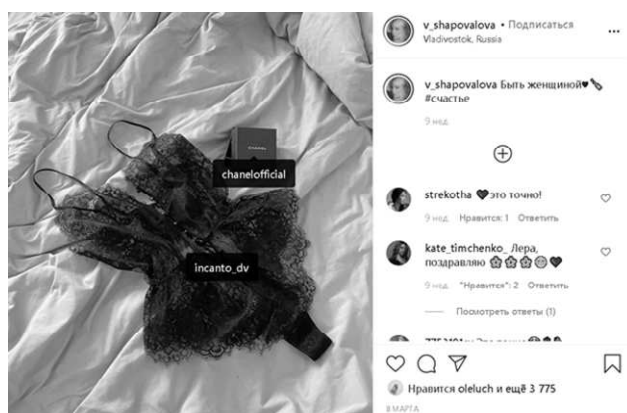 v_shapovalova • Подписаться
Vladivostok, Russia
CHANEL
chanelofficial
incanto_dv
v_shapovalova Быть женщиной
#счастье
9 нед.
strekotha это точно!
9 нед. Нравится: 1 Ответить
kate_timchenko_ Лера,
поздравляю
9 нед. "Нравится": 2 Ответить
Посмотреть ответы (1)
Нравится oleluch и ещё 3 775
8 МАРТА